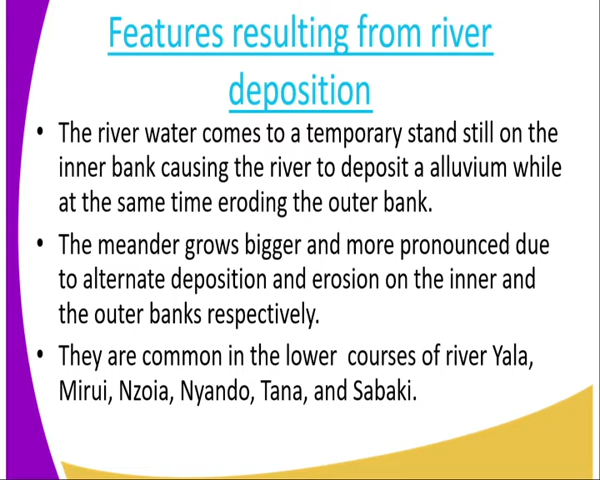 Features resulting from river
deposition
• The river water comes to a temporary stand still on the
inner bank causing the river to deposit a alluvium while
at the same time eroding the outer bank.
• The meander grows bigger and more pronounced due
to alternate deposition and erosion on the inner and
the outer banks respectively.
• They are common in the lower courses of river Yala,
Mirui, Nzoia, Nyando, Tana, and Sabaki.